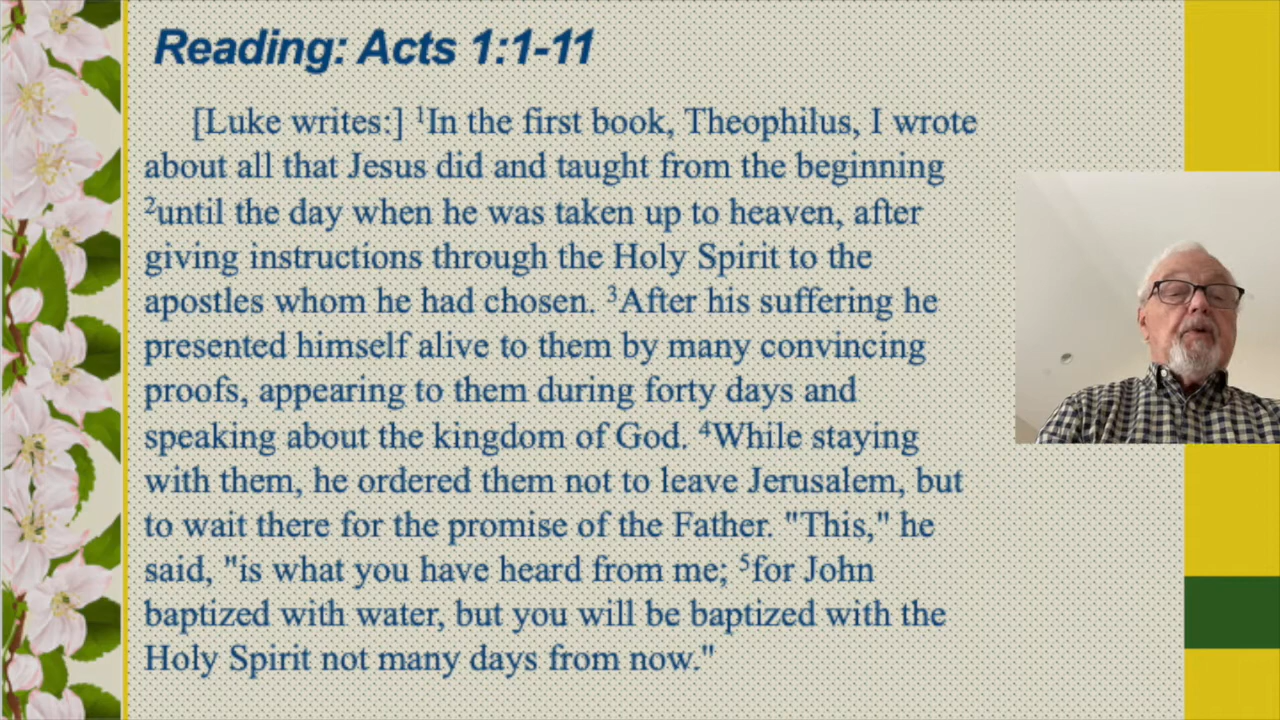 Reading: Acts 1:1-11
[Luke writes:] ¹In the first book, Theophilus, I wrote
about all that Jesus did and taught from the beginning
²until the day when he was taken up to heaven, after
giving instructions through the Holy Spirit to the
apostles whom he had chosen. ³After his suffering he
presented himself alive to them by many convincing
proofs, appearing to them during forty days and
speaking about the kingdom of God. ⁴While staying
with them, he ordered them not to leave Jerusalem, but
to wait there for the promise of the Father. "This," he
said, "is what you have heard from me; ⁵for John
baptized with water, but you will be baptized with the
Holy Spirit not many days from now."